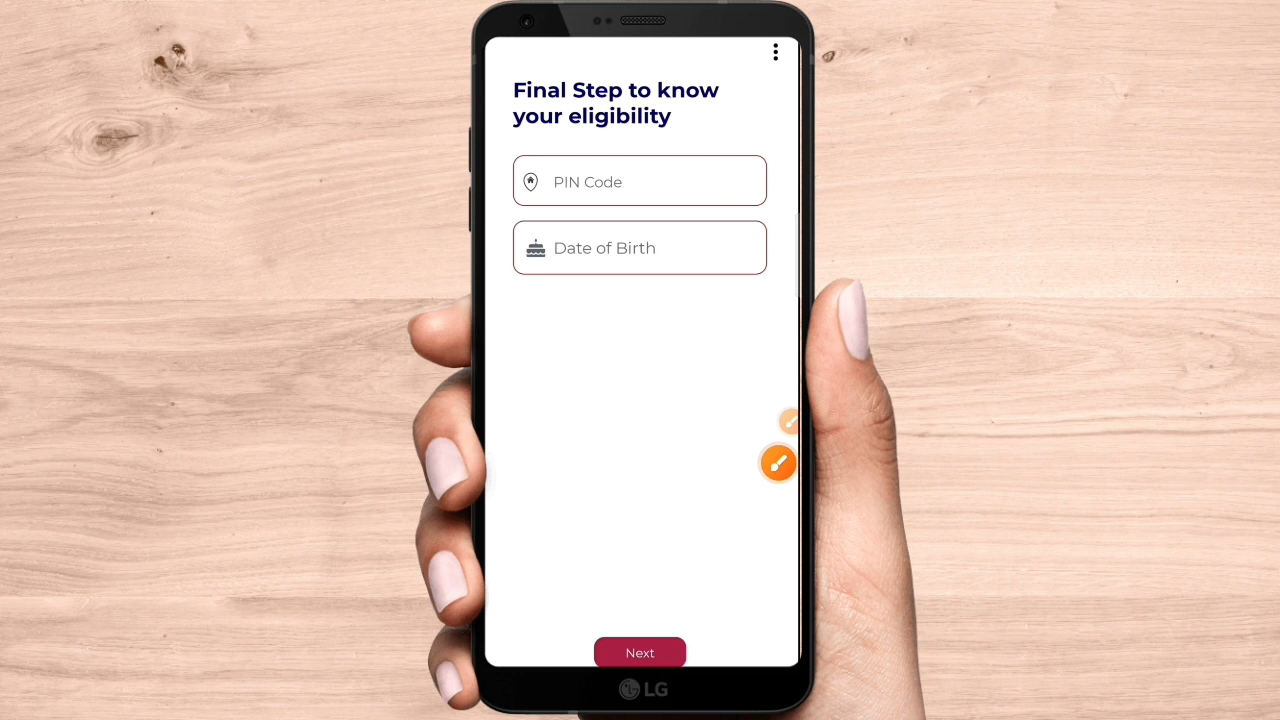 Final Step to know
your eligibility
PIN Code
Date of Birth
Next
LG